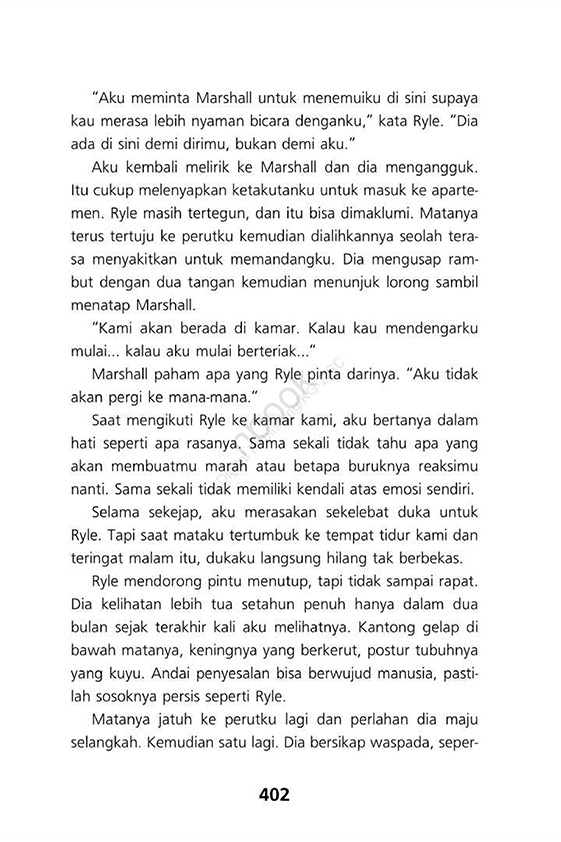 "Aku meminta Marshall untuk menemuiku di sini supaya
kau merasa lebih nyaman bicara denganku," kata Ryle. "Dia
ada di sini demi dirimu, bukan demi aku."
Aku kembali melirik ke Marshall dan dia mengangguk.
Itu cukup melenyapkan ketakutanku untuk masuk ke aparte-
men. Ryle masih tertegun, dan itu bisa dimaklumi. Matanya
terus tertuju ke perutku kemudian dialihkannya seolah tera-
sa menyakitkan untuk memandangku. Dia mengusap ram-
but dengan dua tangan kemudian menunjuk lorong sambil
menatap Marshall.
"Kami akan berada di kamar. Kalau kau mendengarku
mulai... kalau aku mulai berteriak..."
Marshall paham apa yang Ryle pinta darinya. "Aku tidak
akan pergi ke mana-mana."
Saat mengikuti Ryle ke kamar kami, aku bertanya dalam
hati seperti apa rasanya. Sama sekali tidak tahu apa yang
akan membuatmu marah atau betapa buruknya reaksimu
nanti. Sama sekali tidak memiliki kendali atas emosi sendiri.
Selama sekejap, aku merasakan sekelebat duka untuk
Ryle. Tapi saat mataku tertumbuk ke tempat tidur kami dan
teringat malam itu, dukaku langsung hilang tak berbekas.
Ryle mendorong pintu menutup, tapi tidak sampai rapat.
Dia kelihatan lebih tua setahun penuh hanya dalam dua
bulan sejak terakhir kali aku melihatnya. Kantong gelap di
bawah matanya, keningnya yang berkerut, postur tubuhnya
yang kuyu. Andai penyesalan bisa berwujud manusia, pasti-
lah sosoknya persis seperti Ryle.
Matanya jatuh ke perutku lagi dan perlahan dia maju
selangkah. Kemudian satu lagi. Dia bersikap waspada, seper-
402